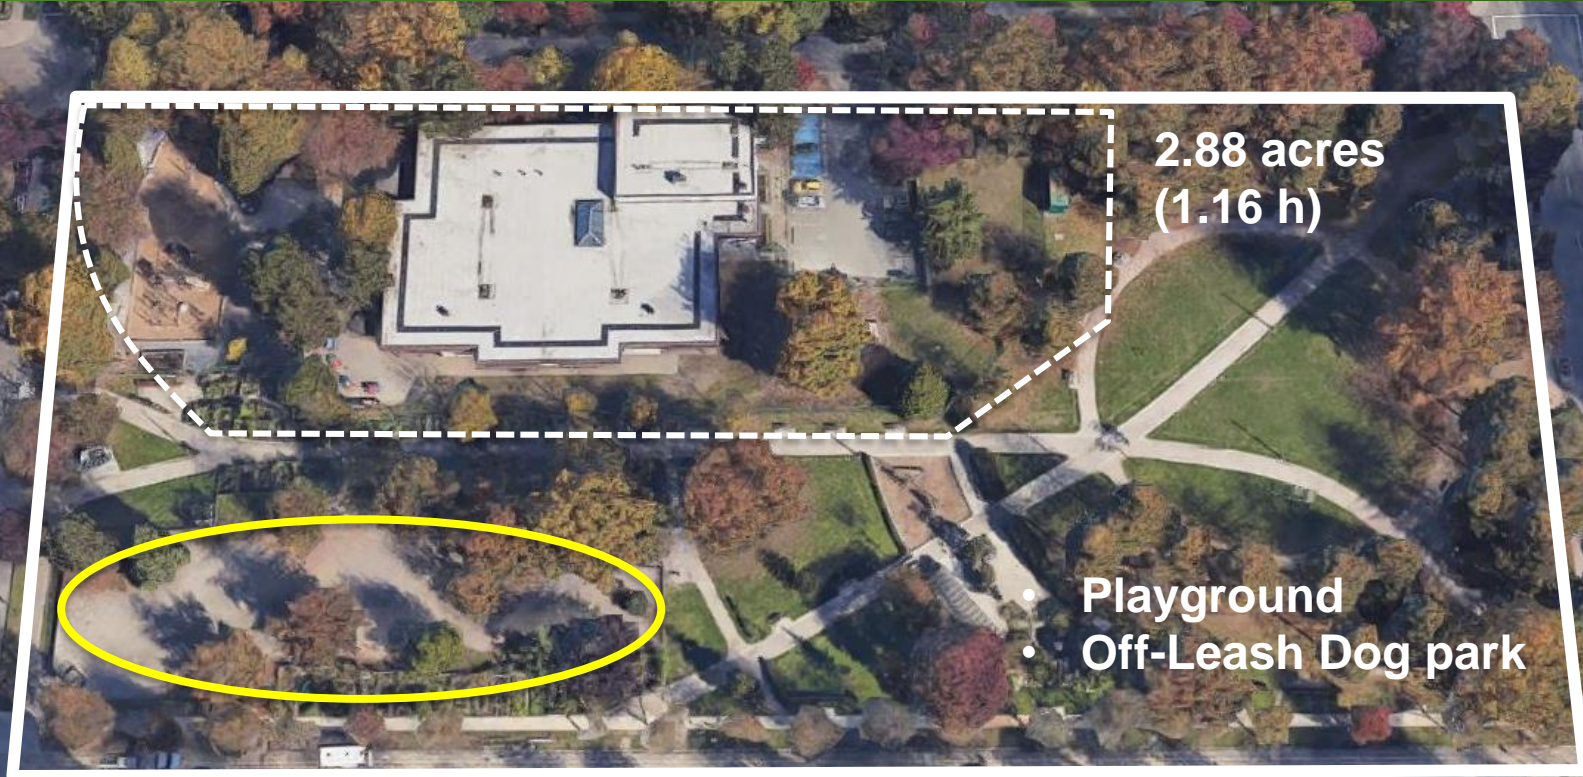 2.88 acres
(1.16 h)
• Playground
• Off-Leash Dog park